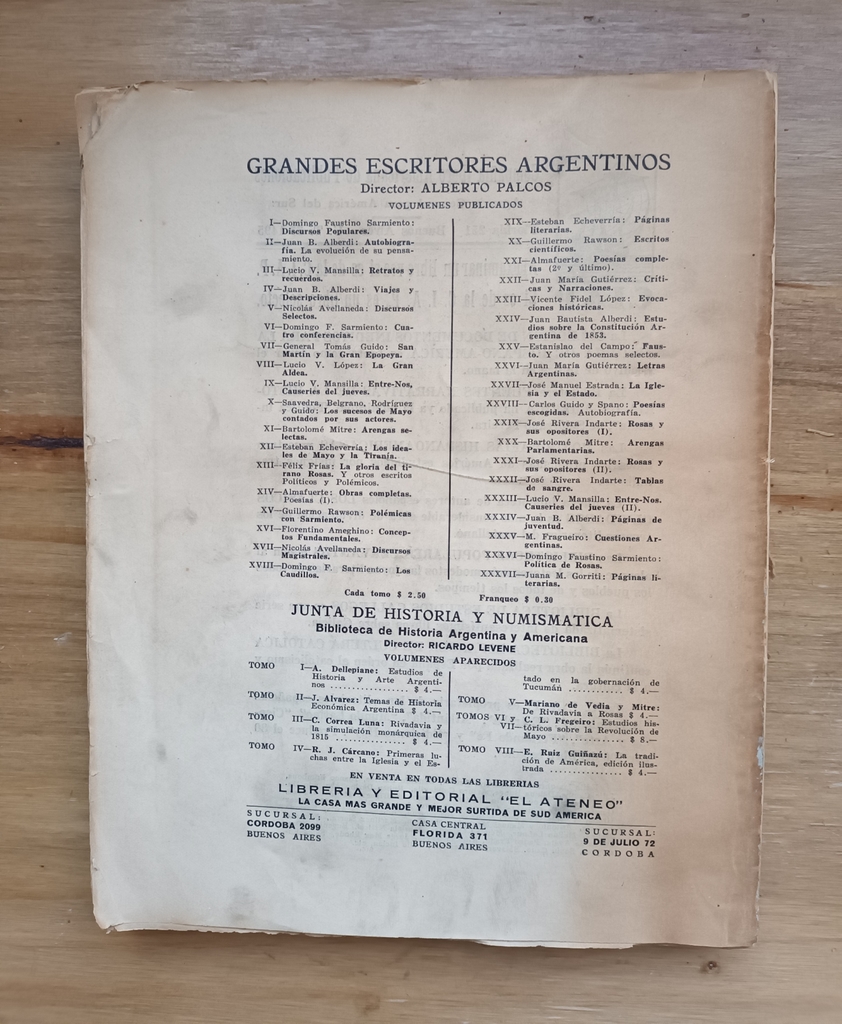 GRANDES ESCRITORES ARGENTINOS
Director: ALBERTO PALCOS
VOLUMENES PUBLICADOS
I—Domingo Faustino Sarmiento:
Discursos Populares.
II—Juan B. Alberdi: Autobiogra-
fía. La evolución de su pensa-
miento.
III—Lucio V. Mansilla: Retratos y
recuerdos.
IV—Juan B. Alberdi: Viajes y
Descripciones.
V—Nicolás Avellaneda: Discursos
Selectos.
VI—Domingo F. Sarmiento: Cua-
tro conferencias.
VII—General Tomás Guido: San
Martín y la Gran Epopeya.
VIII—Lucio V. López: La Gran
Aldea.
IX—Lucio V. Mansilla: Entre-Nos,
Causeries del jueves.
X—Saavedra, Belgrano, Rodríguez
y Guido: Los sucesos de Mayo
contados por sus actores.
XI—Bartolomé Mitre: Arengas se-
lectas.
XII—Esteban Echeverría: Los idea-
les de Mayo y la Tiranía.
XIII—Félix Frías: La gloria del ti-
rano Rosas. Y otros escritos
Políticos y Polémicos.
XIV—Almafuerte: Obras completas.
Poesías (I).
XV—Guillermo Rawson: Polémicas
con Sarmiento.
XVI—Florentino Ameghino: Concep-
tos Fundamentales.
XVII—Nicolás Avellaneda: Discursos
Magistrales.
XVIII—Domingo F. Sarmiento: Los
Caudillos.
XIX—Esteban Echeverría: Páginas
literarias.
XX—Guillermo Rawson: Escritos
científicos.
XXI—Almafuerte: Poesías comple-
tas (2º y último).
XXII—Juan María Gutiérrez: Críti-
cas y Narraciones.
XXIII—Vicente Fidel López: Evoca-
ciones históricas.
XXIV—Juan Bautista Alberdi: Estu-
dios sobre la Constitución Ar-
gentina de 1853.
XXV—Estanislao del Campo: Faus-
to. Y otros poemas selectos.
XXVI—Juan María Gutiérrez: Letras
Argentinas.
XXVII—José Manuel Estrada: La Igle-
sia y el Estado.
XXVIII—Carlos Guido y Spano: Poesías
escogidas. Autobiografía.
XXIX—José Rivera Indarte: Rosas y
sus opositores (I).
XXX—Bartolomé Mitre: Arengas
Parlamentarias.
XXXI—José Rivera Indarte: Rosas y
sus opositores (II).
XXXII—José Rivera Indarte: Tablas
de sangre.
XXXIII—Lucio V. Mansilla: Entre-Nos.
Causeries del jueves (II).
XXXIV—Juan B. Alberdi: Páginas de
juventud.
XXXV—M. Fragueiro: Cuestiones Ar-
gentinas.
XXXVI—Domingo Faustino Sarmiento:
Política de Rosas.
XXXVII—Juana M. Gorriti: Páginas li-
terarias.
Cada tomo $ 2.50 Franqueo $ 0.30
JUNTA DE HISTORIA Y NUMISMATICA
Biblioteca de Historia Argentina y Americana
Director: RICARDO LEVENE
VOLUMENES APARECIDOS
TOMO I—A. Dellepiane: Estudios de
Historia y Arte Argenti-
nos ................. $ 4.—
TOMO II—J. Alvarez: Temas de Historia
Económica Argentina $ 4.—
TOMO III—C. Correa Luna: Rivadavia y
la simulación monárquica de
1815 ............... $ 4.—
TOMO IV—R. J. Cárcano: Primeras lu-
chas entre la Iglesia y el Es-
tado en la gobernación de
Tucumán ............ $ 4.—
TOMO V—Mariano de Vedia y Mitre:
De Rivadavia a Rosas $ 4.—
TOMOS VI y VII—C. L. Fregeiro: Estudios his-
tóricos sobre la Revolución de
Mayo ............... $ 8.—
TOMO VIII—E. Ruiz Guiñazú: La tradi-
ción de América, edición ilus-
trada .............. $ 4.—
EN VENTA EN TODAS LAS LIBRERIAS
LIBRERIA Y EDITORIAL "EL ATENEO"
LA CASA MAS GRANDE Y MEJOR SURTIDA DE SUD AMERICA
SUCURSAL:
CORDOBA 2099
BUENOS AIRES
CASA CENTRAL
FLORIDA 371
BUENOS AIRES
SUCURSAL:
9 DE JULIO 72
CORDOBA